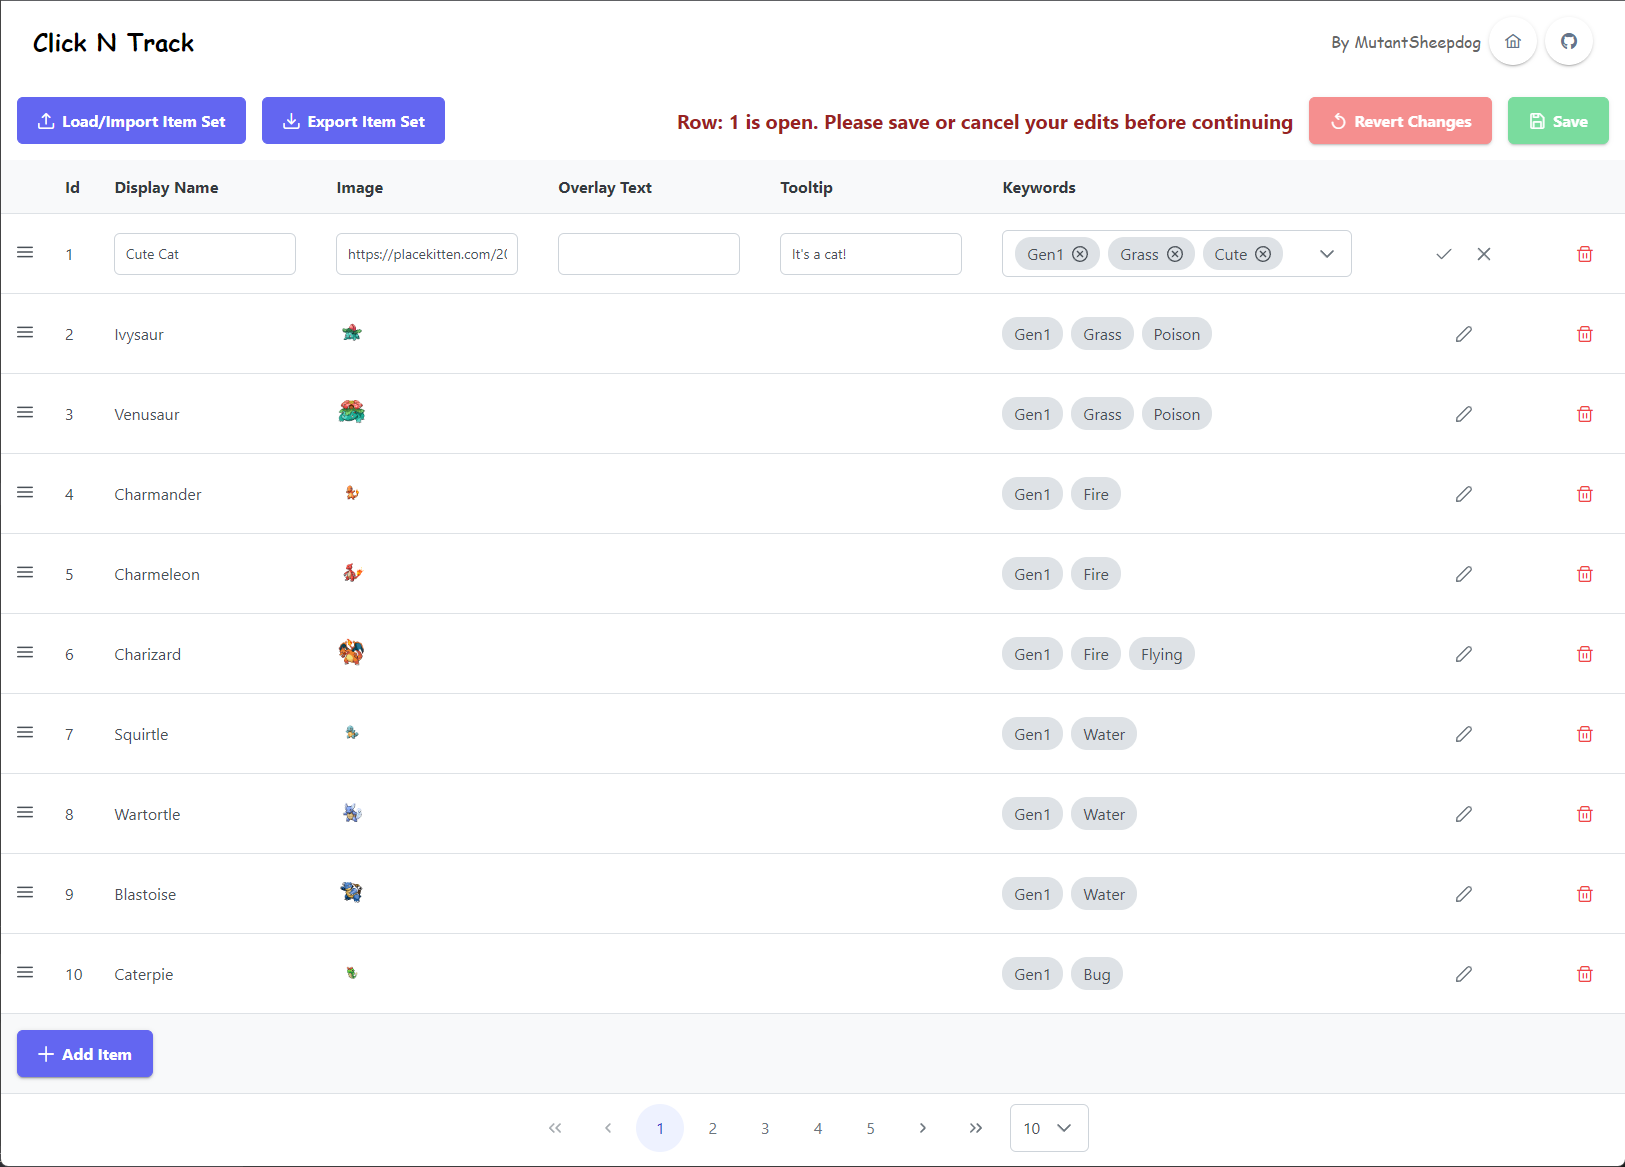 Click N Track
By MutantSheepdog
Load/Import Item Set
Export Item Set
Row: 1 is open. Please save or cancel your edits before continuing
Revert Changes
Save
Id Display Name Image Overlay Text Tooltip Keywords
1 Cute Cat https://placekitten.com/20 It's a cat! Gen1 Grass Cute
2 Ivysaur Gen1 Grass Poison
3 Venusaur Gen1 Grass Poison
4 Charmander Gen1 Fire
5 Charmeleon Gen1 Fire
6 Charizard Gen1 Fire Flying
7 Squirtle Gen1 Water
8 Wartortle Gen1 Water
9 Blastoise Gen1 Water
10 Caterpie Gen1 Bug
Add Item
1 2 3 4 5 10